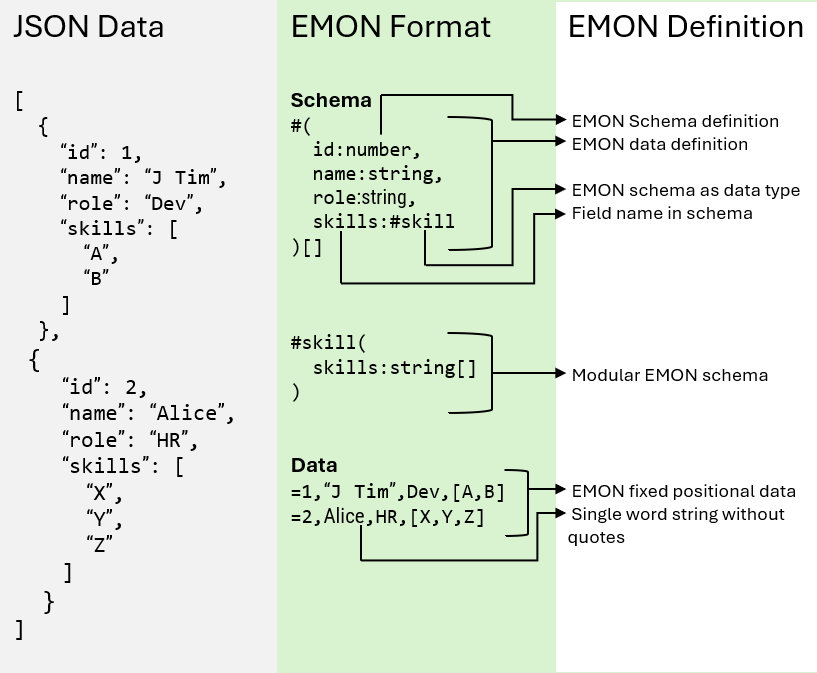 JSON Data
[
{
“id”: 1,
“name”: “J Tim”,
“role”: “Dev”,
“skills”: [
“A”,
“B”
]
},
{
“id”: 2,
“name”: “Alice”,
“role”: “HR”,
“skills”: [
“X”,
“Y”,
“Z”
]
}
]
EMON Format
Schema
#(
id:number,
name:string,
role:string,
skills:#skill
)[]
#skill(
skills:string[]
)
Data
=1,“J Tim”,Dev,[A,B]
=2,Alice,HR,[X,Y,Z]
EMON Definition
EMON Schema definition
EMON data definition
EMON schema as data type
Field name in schema
Modular EMON schema
EMON fixed positional data
Single word string without
quotes